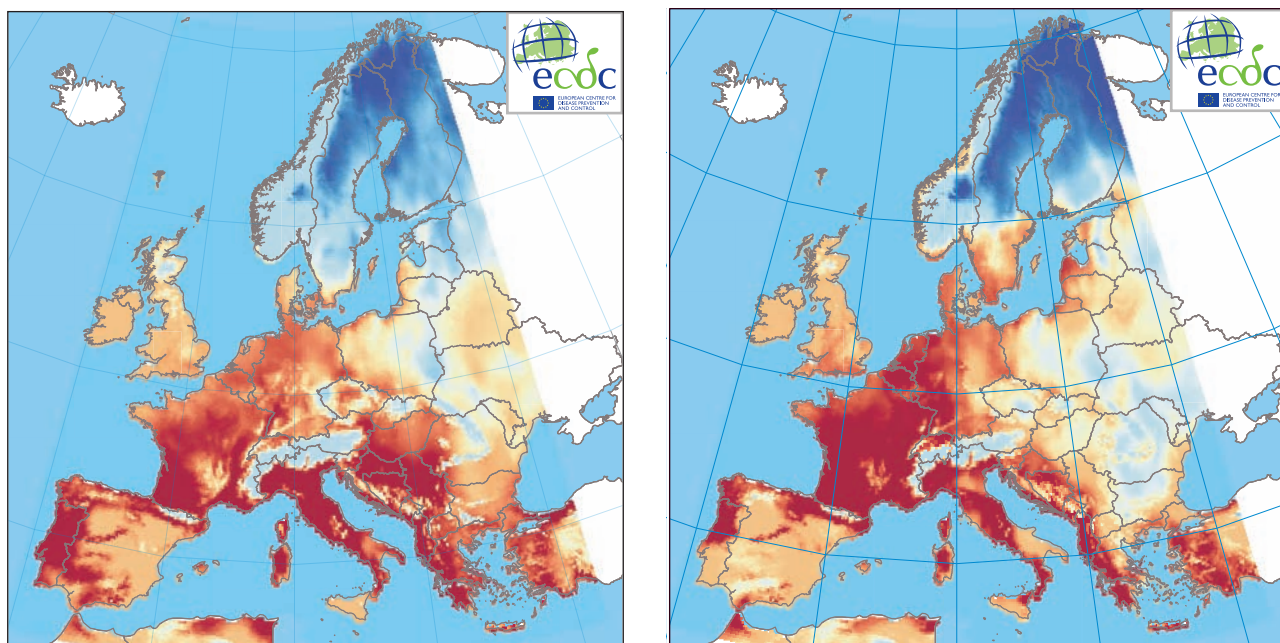 ecdc
EUROPEAN CENTRE FOR
DISEASE PREVENTION
AND CONTROL
ecdc
EUROPEAN CENTRE FOR
DISEASE PREVENTION
AND CONTROL